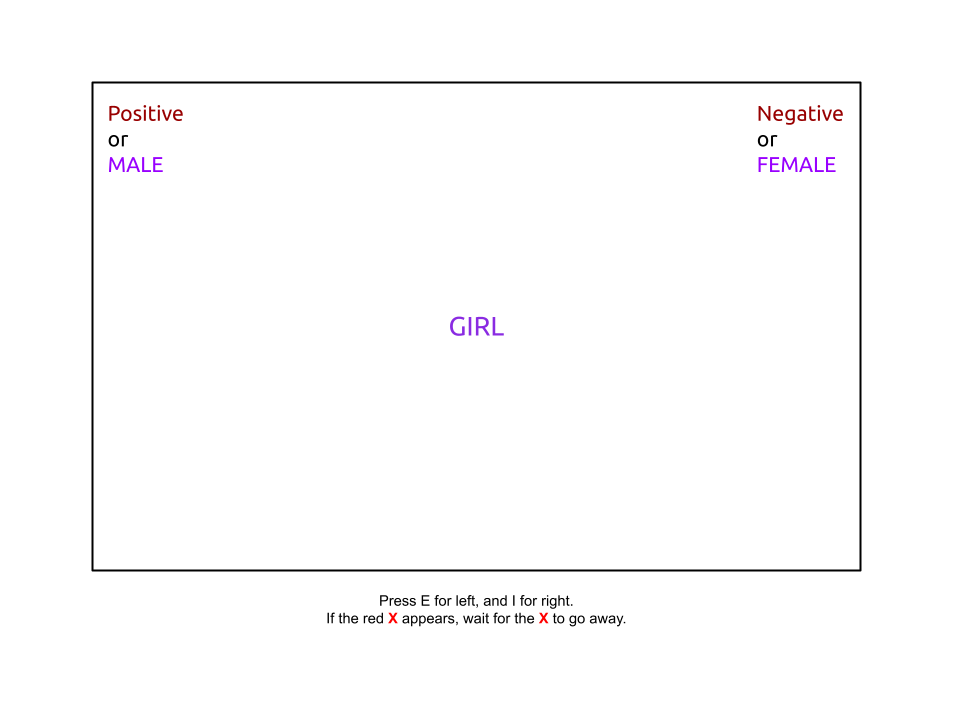 Positive
or
MALE
Negative
or
FEMALE
GIRL
Press E for left, and I for right.
If the red X appears, wait for the X to go away.